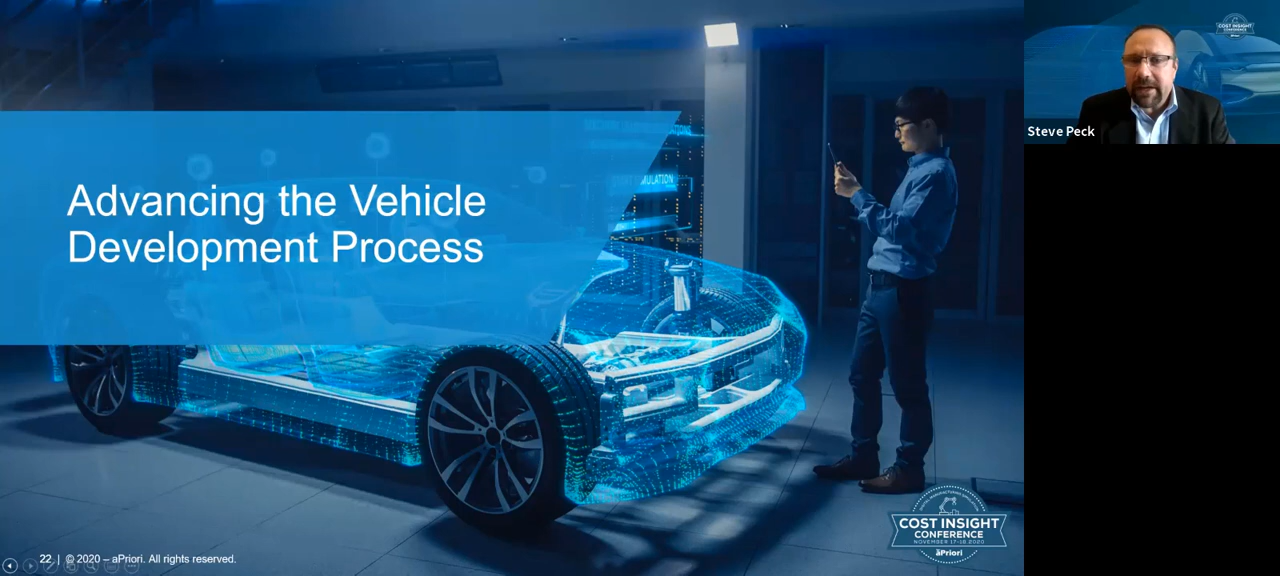 Advancing the Vehicle
Development Process
COST INSIGHT
CONFERENCE
NOVEMBER 17-18, 2020
aPriori
22 | © 2020 – aPriori. All rights reserved.
COST INSIGHT
CONFERENCE
Steve Peck